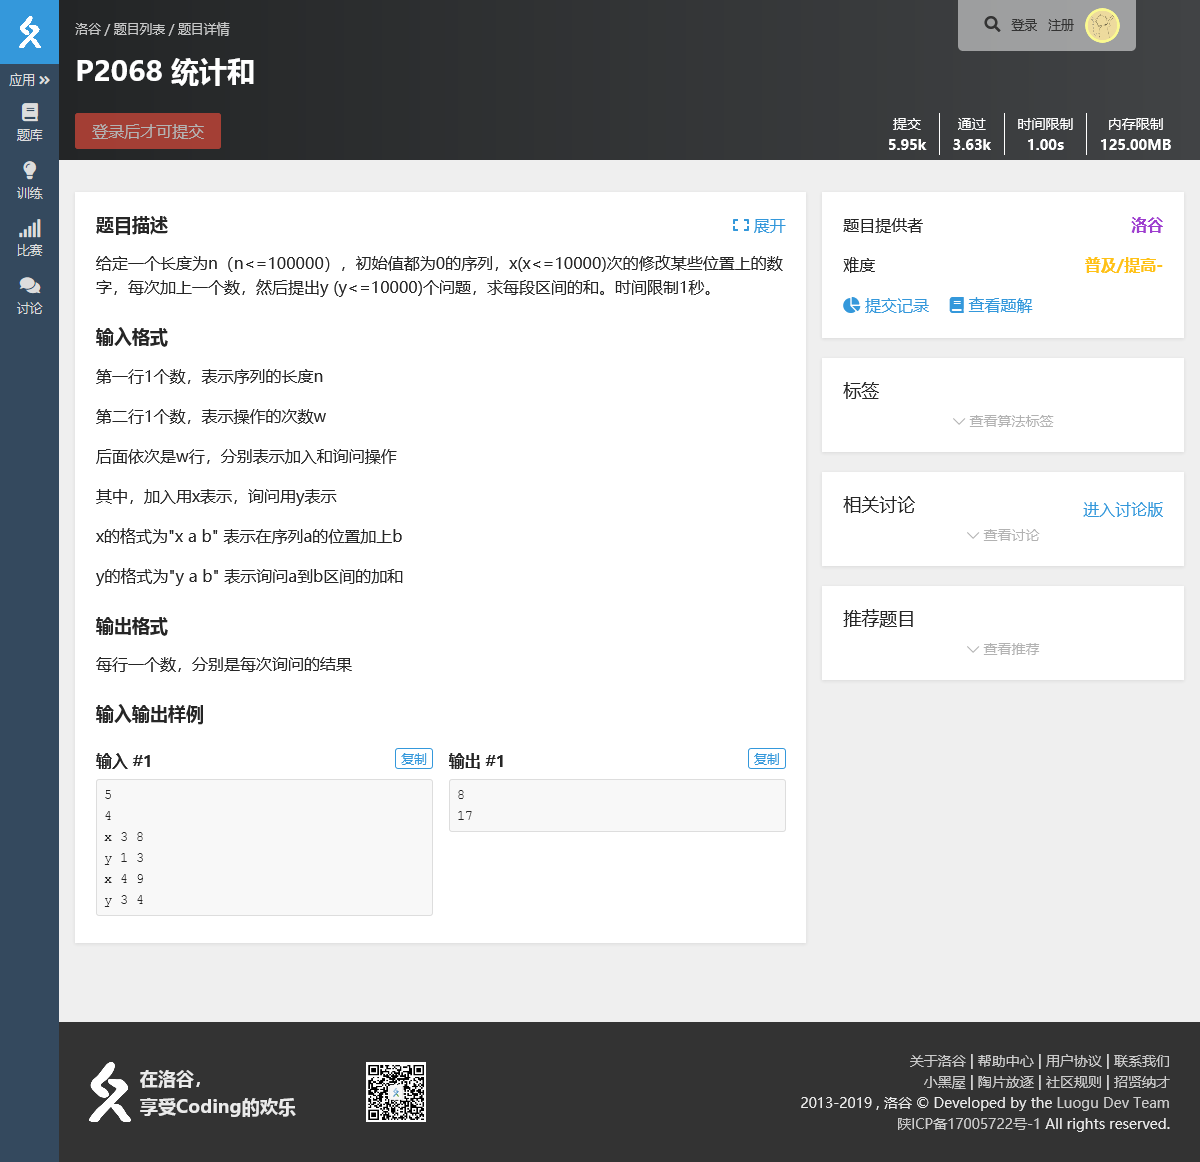 洛谷 / 题目列表 / 题目详情
登录 注册
P2068 统计和
登录后才可提交
提交 通过 时间限制 内存限制
5.95k 3.63k 1.00s 125.00MB
应用
题库
训练
比赛
讨论
题目描述
展开
给定一个长度为n（n<=100000），初始值都为0的序列，x(x<=10000)次的修改某些位置上的数
字，每次加上一个数，然后提出y (y<=10000)个问题，求每段区间的和。时间限制1秒。
输入格式
第一行1个数，表示序列的长度n
第二行1个数，表示操作的次数w
后面依次是w行，分别表示加入和询问操作
其中，加入用x表示，询问用y表示
x的格式为"x a b" 表示在序列a的位置加上b
y的格式为"y a b" 表示询问a到b区间的加和
输出格式
每行一个数，分别是每次询问的结果
输入输出样例
输入 #1
复制
5
4
x 3 8
y 1 3
x 4 9
y 3 4
输出 #1
复制
8
17
题目提供者 洛谷
难度 普及/提高-
提交记录 查看题解
标签
查看算法标签
相关讨论 进入讨论版
查看讨论
推荐题目
查看推荐
在洛谷，
享受Coding的欢乐
关于洛谷 | 帮助中心 | 用户协议 | 联系我们
小黑屋 | 陶片放逐 | 社区规则 | 招贤纳才
2013-2019 , 洛谷 © Developed by the Luogu Dev Team
陕ICP备17005722号-1 All rights reserved.